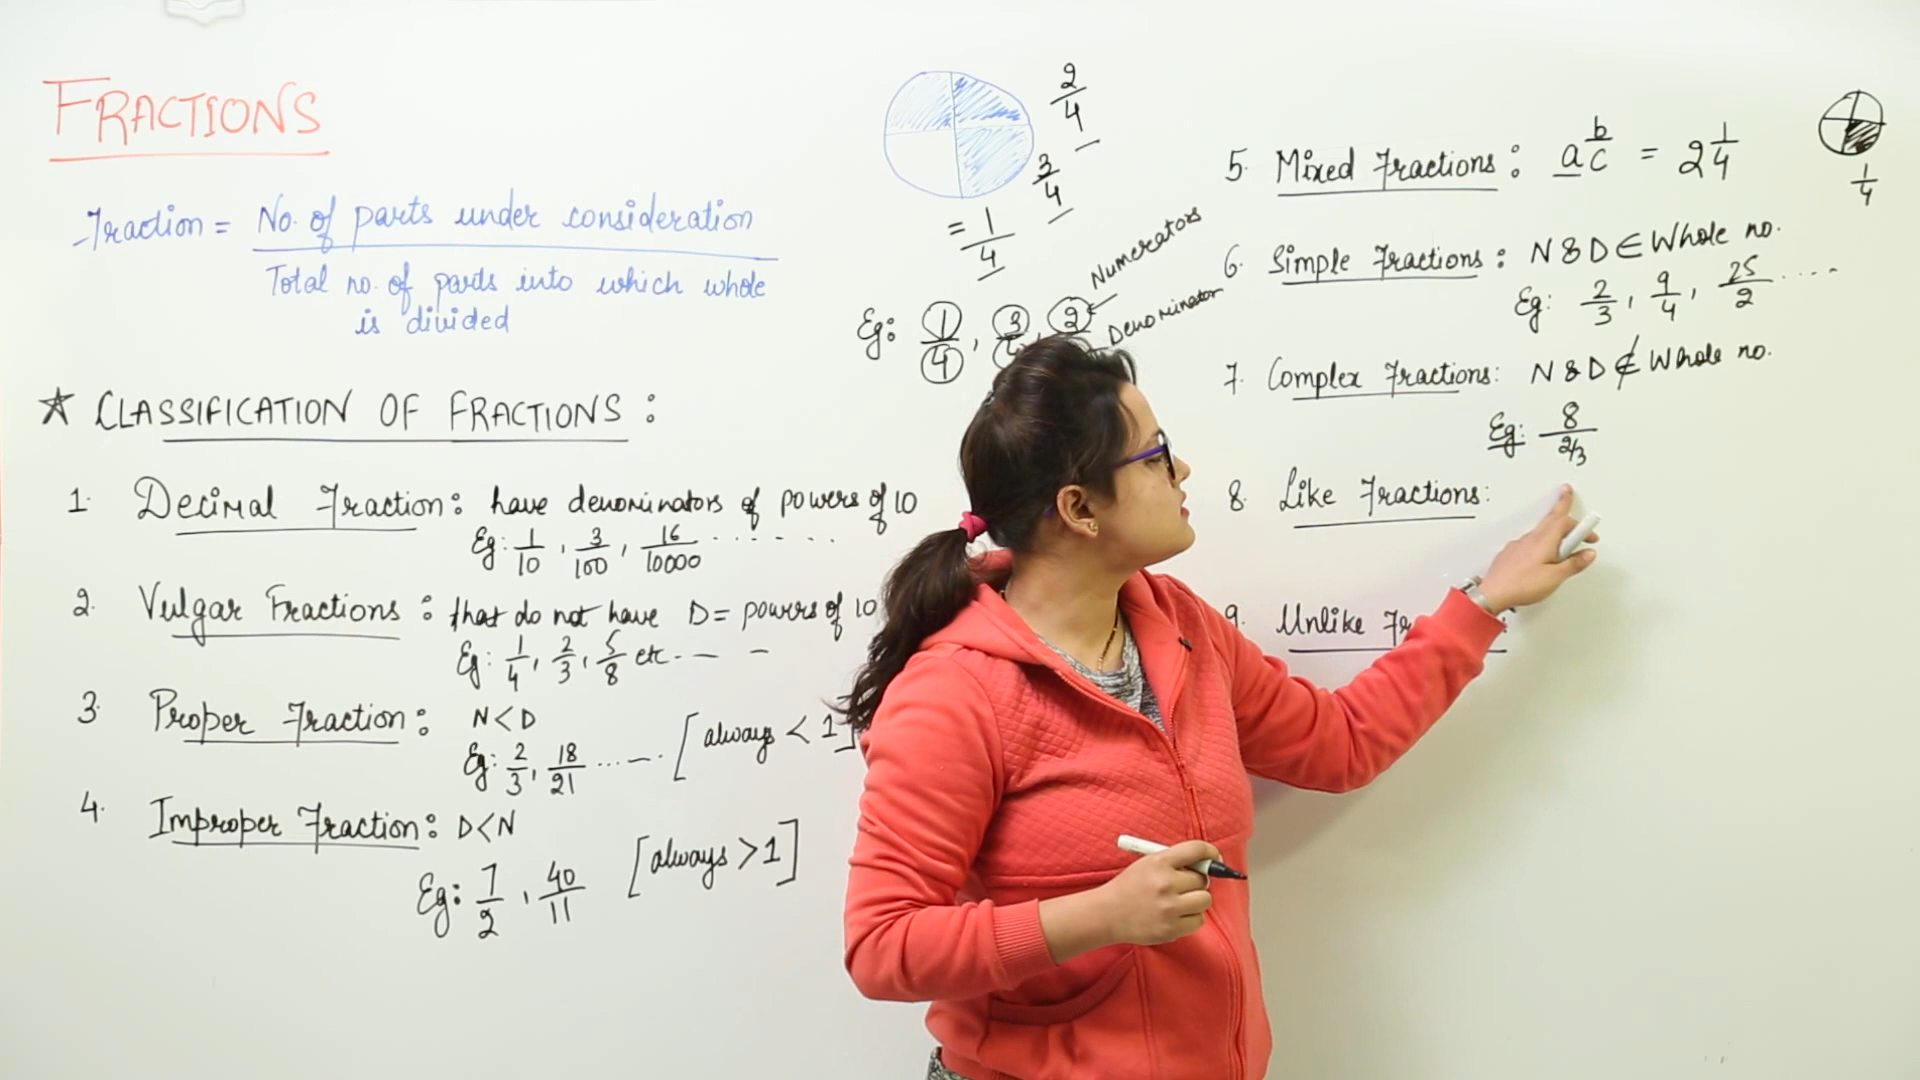 FRACTIONS
Fraction = No. of parts under consideration
Total no. of parts into which whole
is divided
2/4
3/4
= 1/4
Numerators
Denominator
Eg: 1/4, 3/4, 2
★ CLASSIFICATION OF FRACTIONS :
1. Decimal Fraction : have denominators of powers of 10
Eg: 1/10, 3/100, 16/10000 .......
2. Vulgar Fractions : that do not have D = powers of 10
Eg: 1/4, 2/3, 5/8 etc. — –
3 Proper Fraction : N < D
Eg: 2/3, 18/21 ...—. [always < 1]
4. Improper Fraction : D < N
Eg: 7/2, 40/11 [always > 1]
5. Mixed Fractions : a b/c = 2 1/4
1/4
6. Simple Fractions : N & D ∈ Whole no.
Eg: 2/3, 9/4, 25/2 ....
7. Complex Fractions: N & D ∉ Whole no.
Eg: 8/(2/3)
8. Like Fractions:
9. Unlike Fr